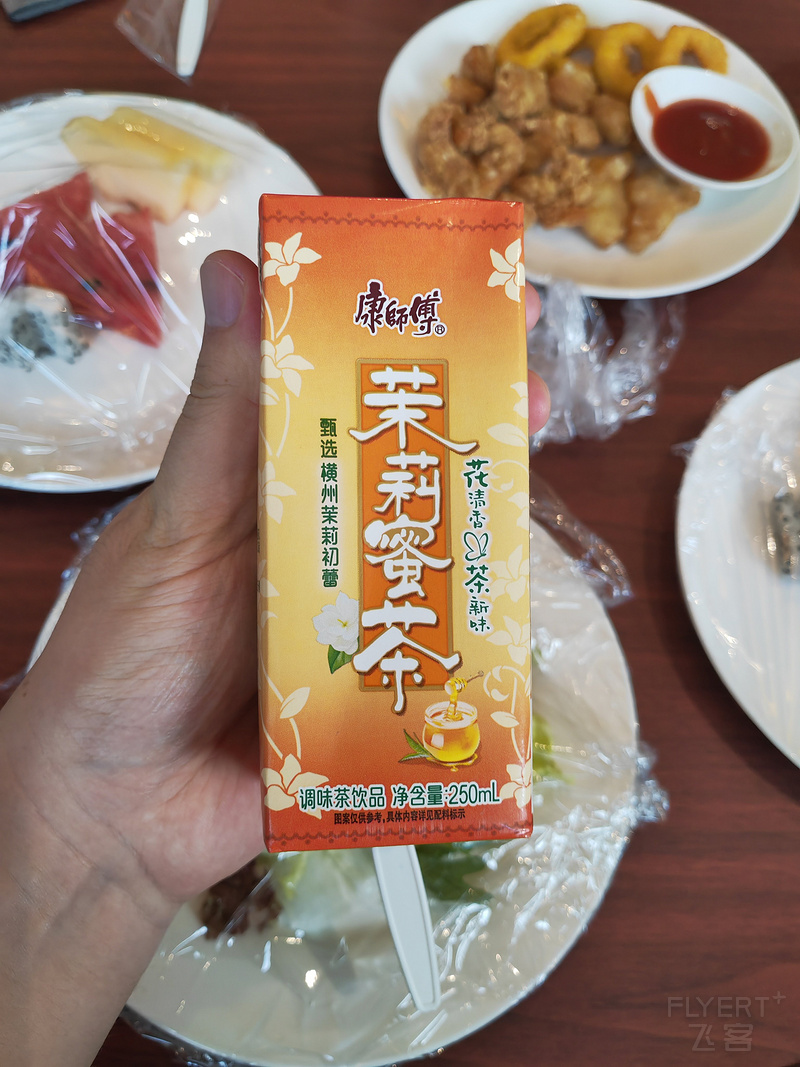 康師傅
茉莉蜜茶
甄选横州茉莉初蕾
花清香
茶新味
调味茶饮品 净含量:250mL
图案仅供参考,具体内容详见配料标示
FLYERT+
飞客